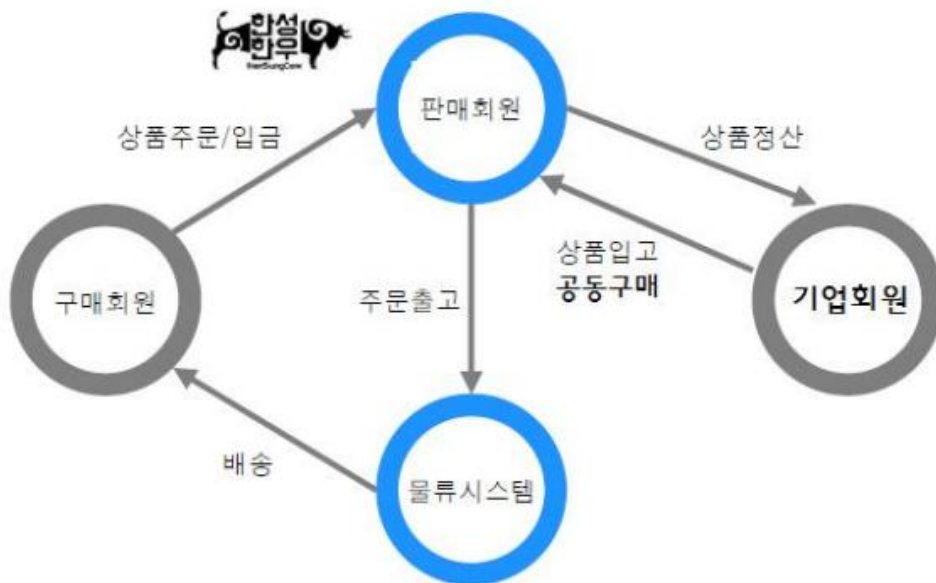 한성
한우
HanSungCow
판매회원
상품주문/입금
상품정산
상품입고
공동구매
구매회원
주문출고
기업회원
배송
물류시스템